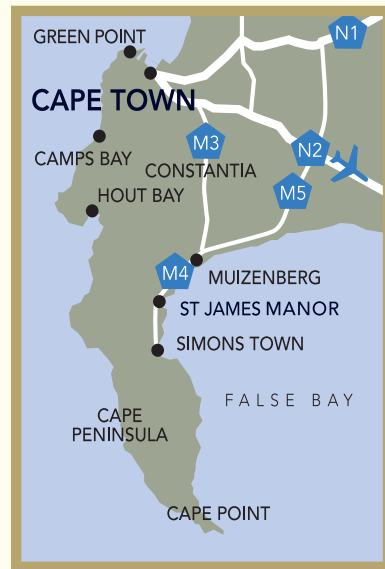 N1
GREEN POINT
CAPE TOWN
M3
N2
CAMPS BAY
CONSTANTIA
M5
HOUT BAY
M4
MUIZENBERG
ST JAMES MANOR
SIMONS TOWN
FALSE BAY
CAPE
PENINSULA
CAPE POINT